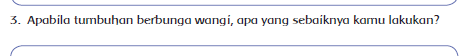 3. Apabila tumbuhan berbunga wangi, apa yang sebaiknya kamu lakukan?